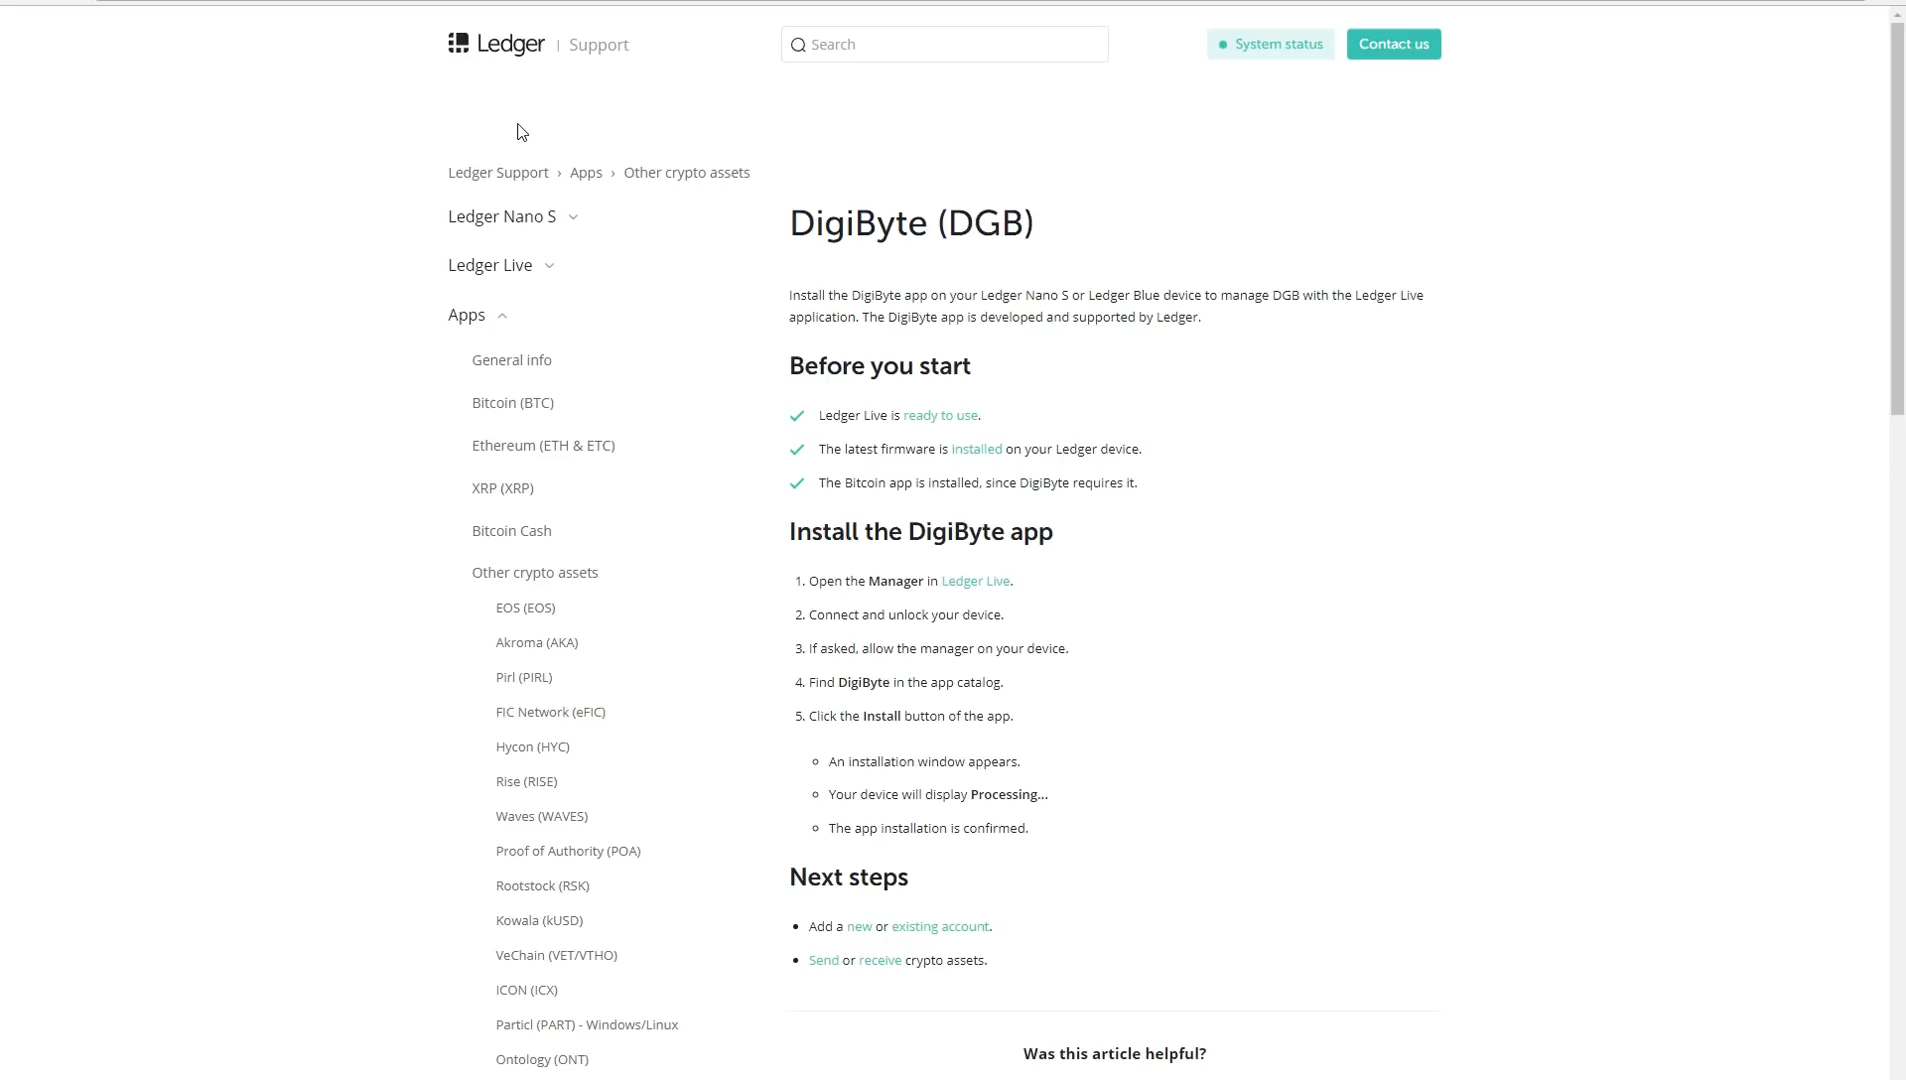 Ledger | Support
Search
System status
Contact us
Ledger Support › Apps › Other crypto assets
Ledger Nano S
Ledger Live
Apps
General info
Bitcoin (BTC)
Ethereum (ETH & ETC)
XRP (XRP)
Bitcoin Cash
Other crypto assets
EOS (EOS)
Akroma (AKA)
Pirl (PIRL)
FIC Network (eFIC)
Hycon (HYC)
Rise (RISE)
Waves (WAVES)
Proof of Authority (POA)
Rootstock (RSK)
Kowala (kUSD)
VeChain (VET/VTHO)
ICON (ICX)
Particl (PART) - Windows/Linux
Ontology (ONT)
DigiByte (DGB)
Install the DigiByte app on your Ledger Nano S or Ledger Blue device to manage DGB with the Ledger Live
application. The DigiByte app is developed and supported by Ledger.
Before you start
Ledger Live is ready to use.
The latest firmware is installed on your Ledger device.
The Bitcoin app is installed, since DigiByte requires it.
Install the DigiByte app
1. Open the Manager in Ledger Live.
2. Connect and unlock your device.
3. If asked, allow the manager on your device.
4. Find DigiByte in the app catalog.
5. Click the Install button of the app.
An installation window appears.
Your device will display Processing...
The app installation is confirmed.
Next steps
Add a new or existing account.
Send or receive crypto assets.
Was this article helpful?